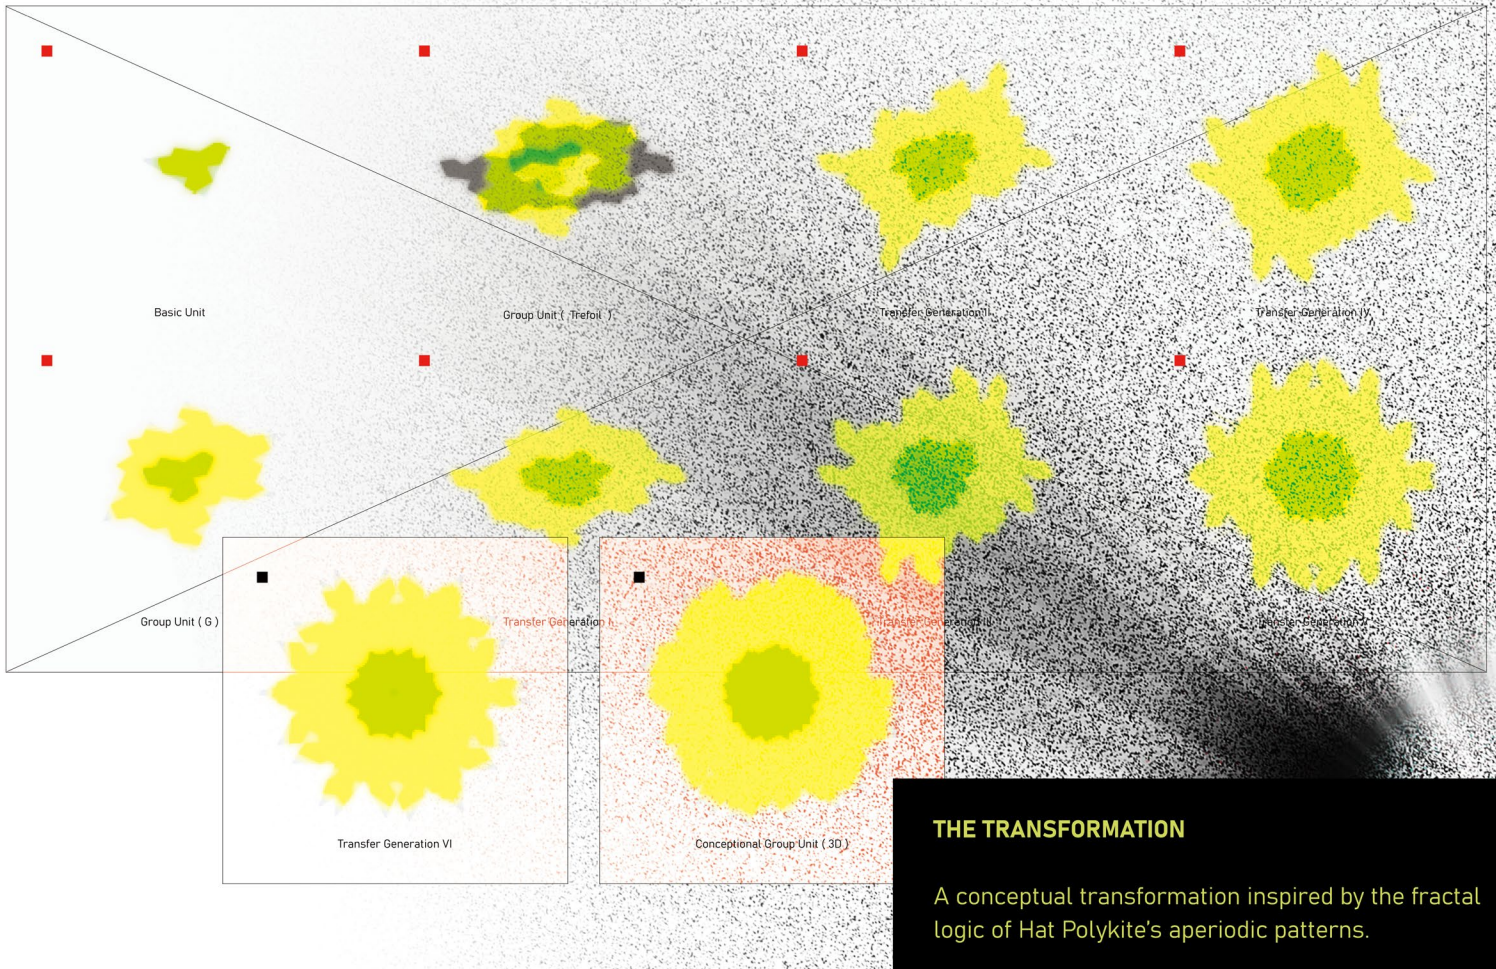 Basic Unit
Group Unit ( Trefoil )
Transfer Generation II
Transfer Generation IV
Group Unit ( G )
Transfer Generation I
Transfer Generation III
Transfer Generation V
Transfer Generation VI
Conceptional Group Unit ( 3D )
THE TRANSFORMATION
A conceptual transformation inspired by the fractal
logic of Hat Polykite's aperiodic patterns.